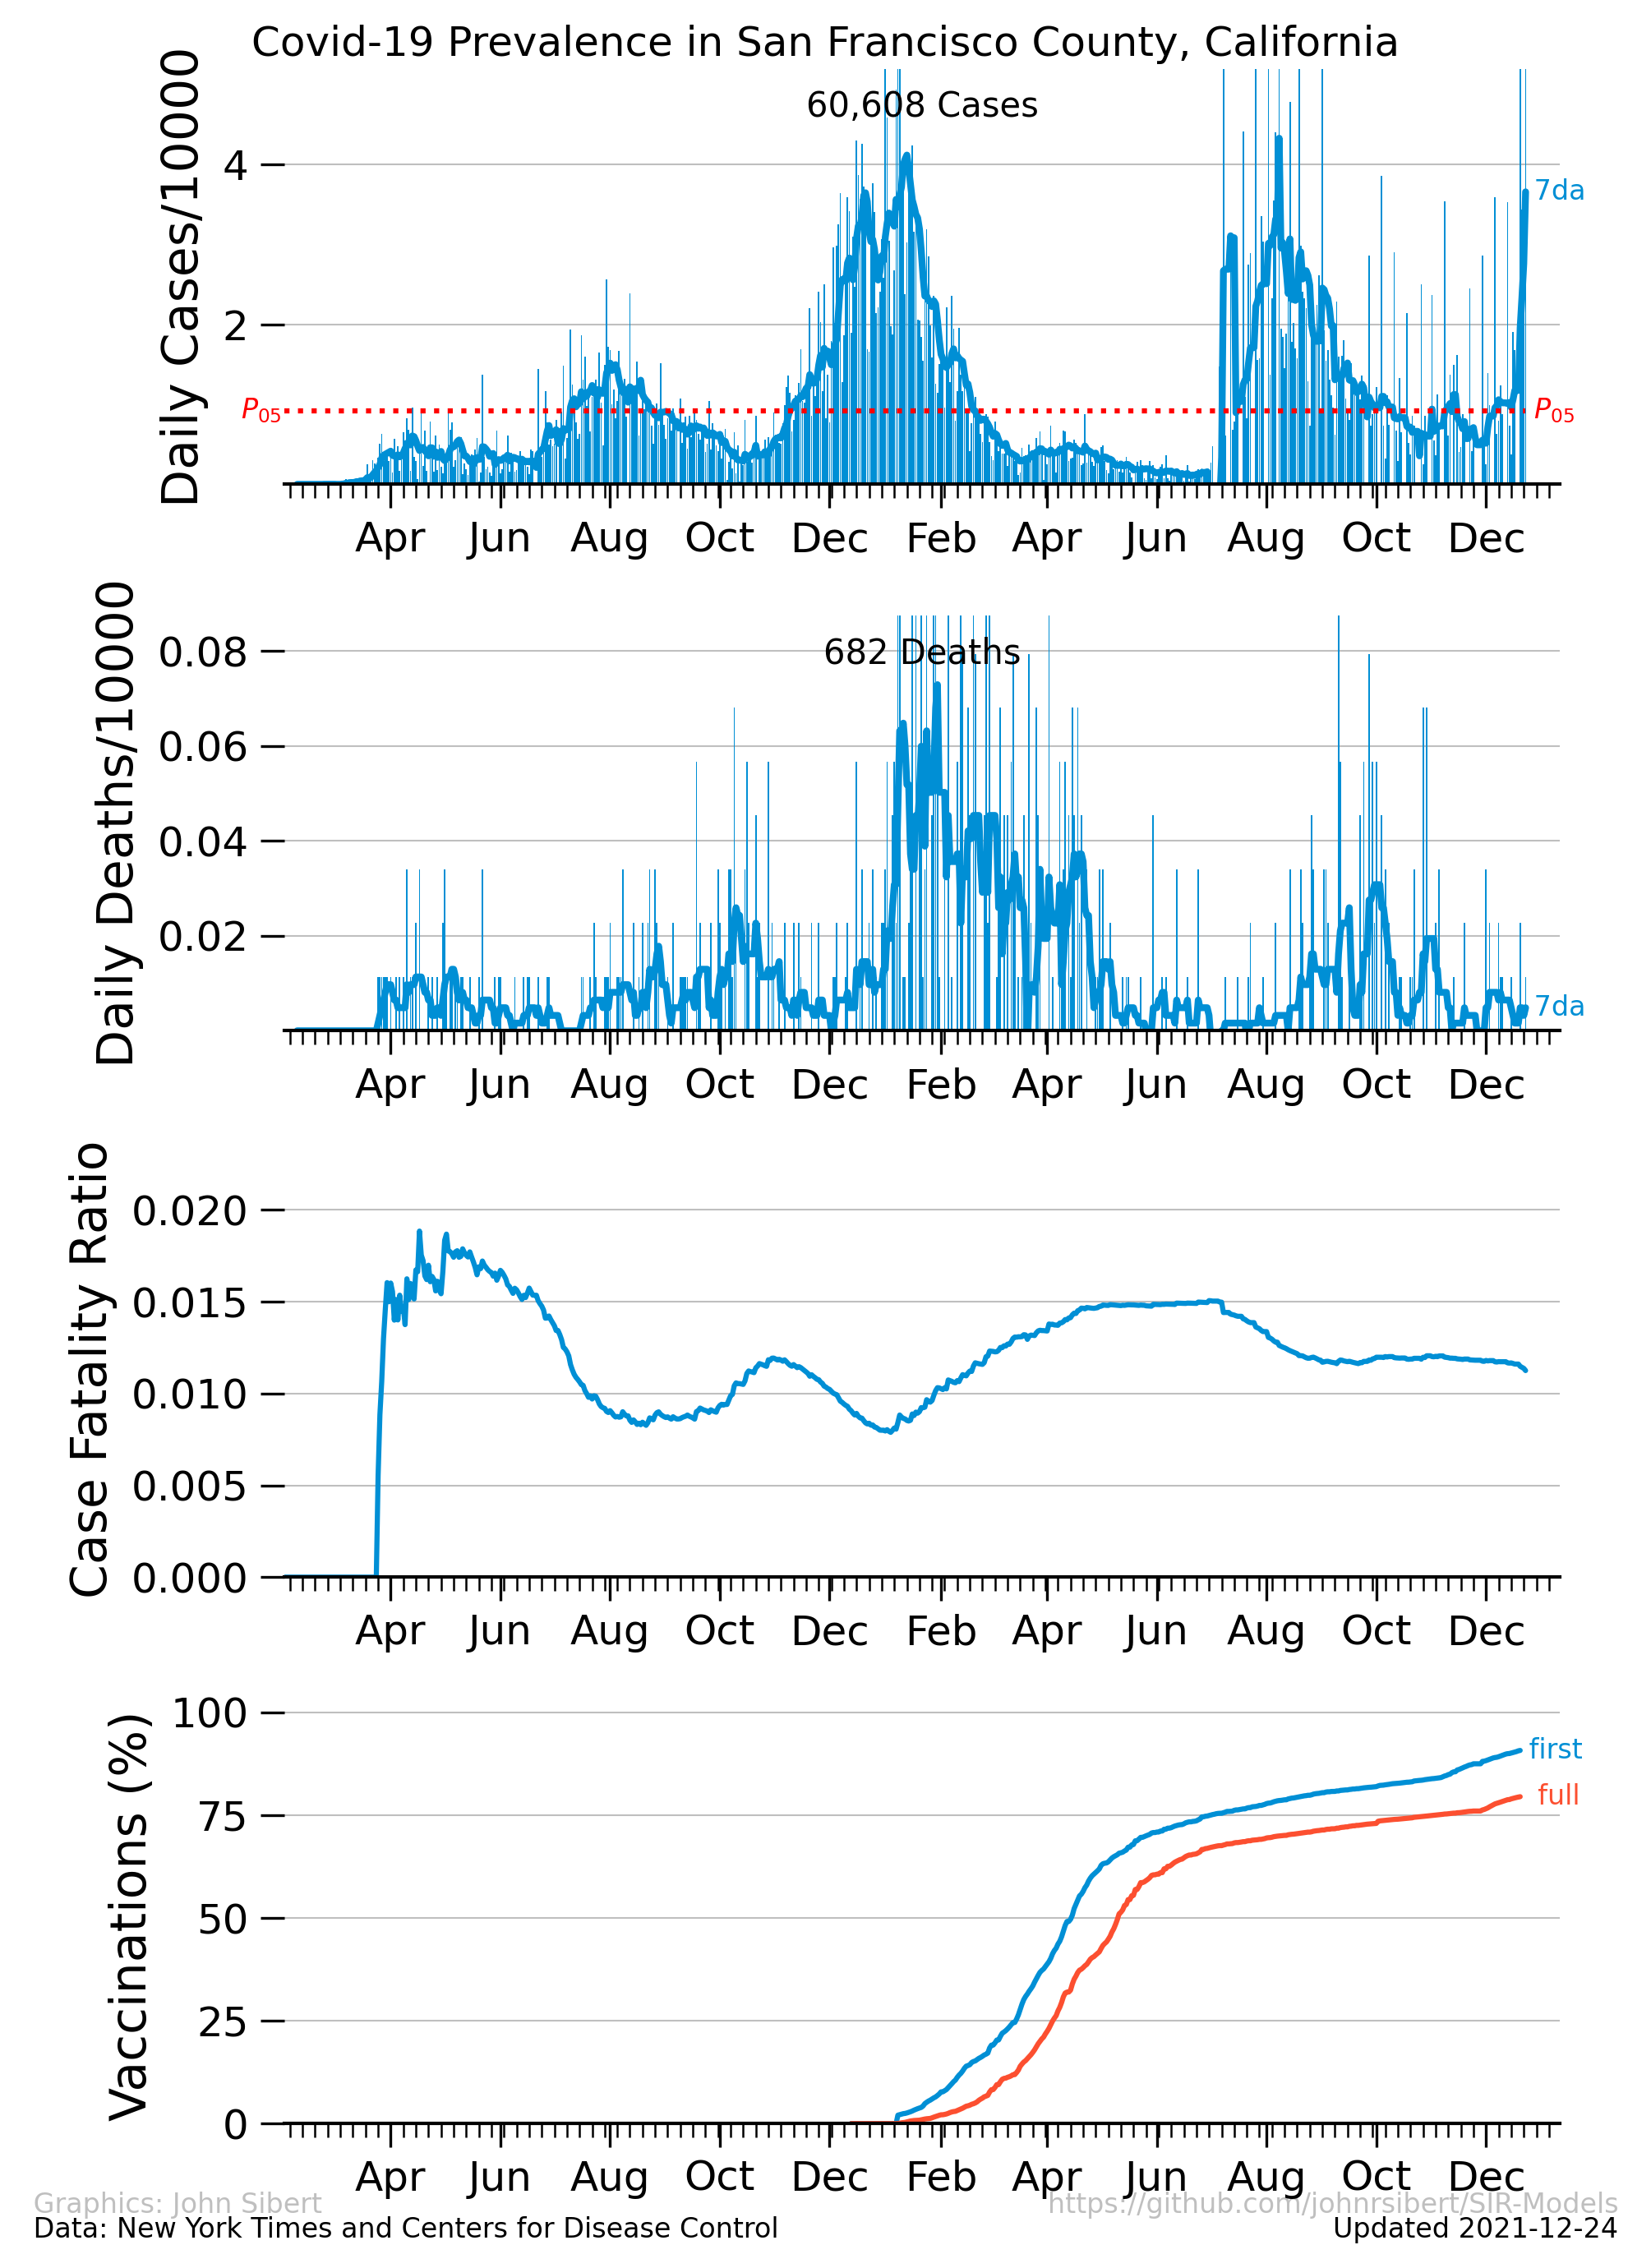 Covid-19 Prevalence in San Francisco County, California
Daily Cases/10000
60,608 Cases
4
2
P05
P05
7da
Apr Jun Aug Oct Dec Feb Apr Jun Aug Oct Dec
Daily Deaths/10000
682 Deaths
0.08
0.06
0.04
0.02
7da
Apr Jun Aug Oct Dec Feb Apr Jun Aug Oct Dec
Case Fatality Ratio
0.020
0.015
0.010
0.005
0.000
Apr Jun Aug Oct Dec Feb Apr Jun Aug Oct Dec
Vaccinations (%)
100
75
50
25
0
first
full
Apr Jun Aug Oct Dec Feb Apr Jun Aug Oct Dec
Graphics: John Sibert
https://github.com/johnrsibert/SIR-Models
Data: New York Times and Centers for Disease Control
Updated 2021-12-24